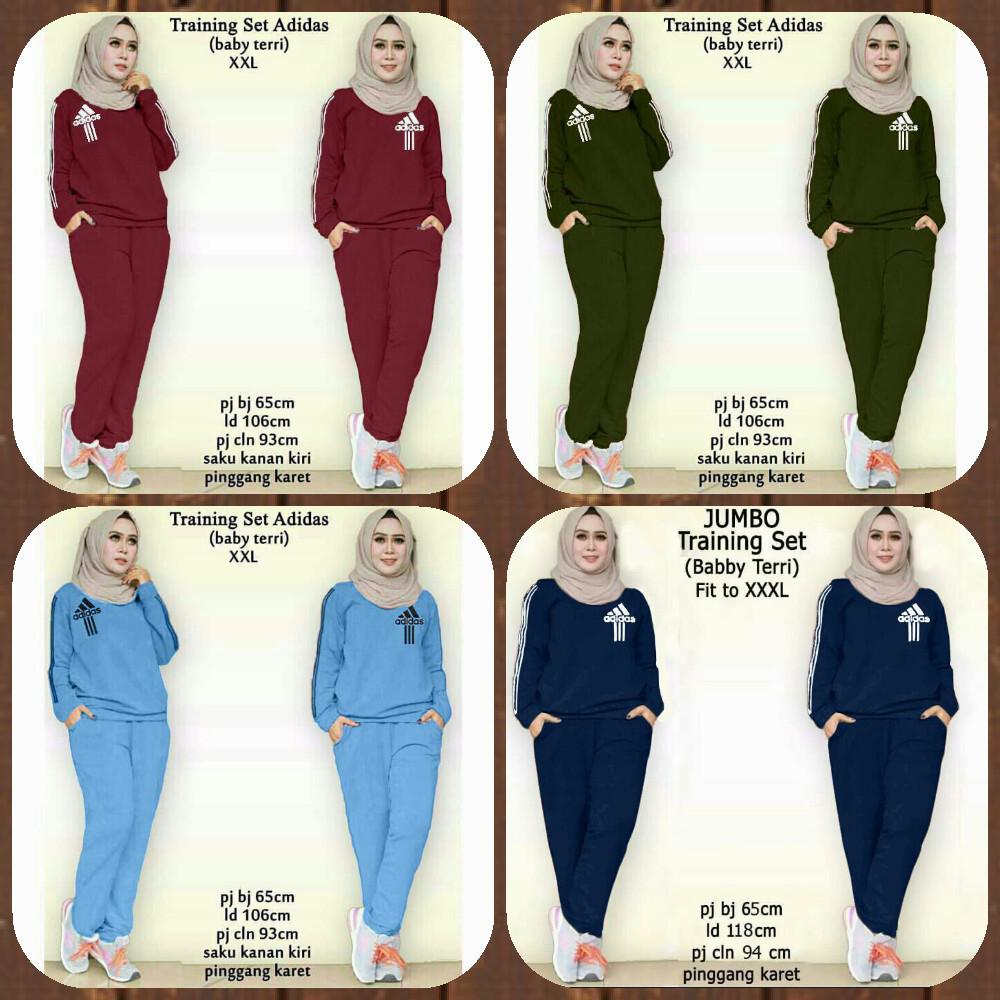 Training Set Adidas
(baby terri)
XXL
adidas
adidas
pj bj 65cm
ld 106cm
pj cln 93cm
saku kanan kiri
pinggang karet
Training Set Adidas
(baby terri)
XXL
adidas
adidas
pj bj 65cm
ld 106cm
pj cln 93cm
saku kanan kiri
pinggang karet
Training Set Adidas
(baby terri)
XXL
adidas
adidas
pj bj 65cm
ld 106cm
pj cln 93cm
saku kanan kiri
pinggang karet
JUMBO
Training Set
(Babby Terri)
Fit to XXXL
adidas
adidas
pj bj 65cm
ld 118cm
pj cln 94 cm
pinggang karet